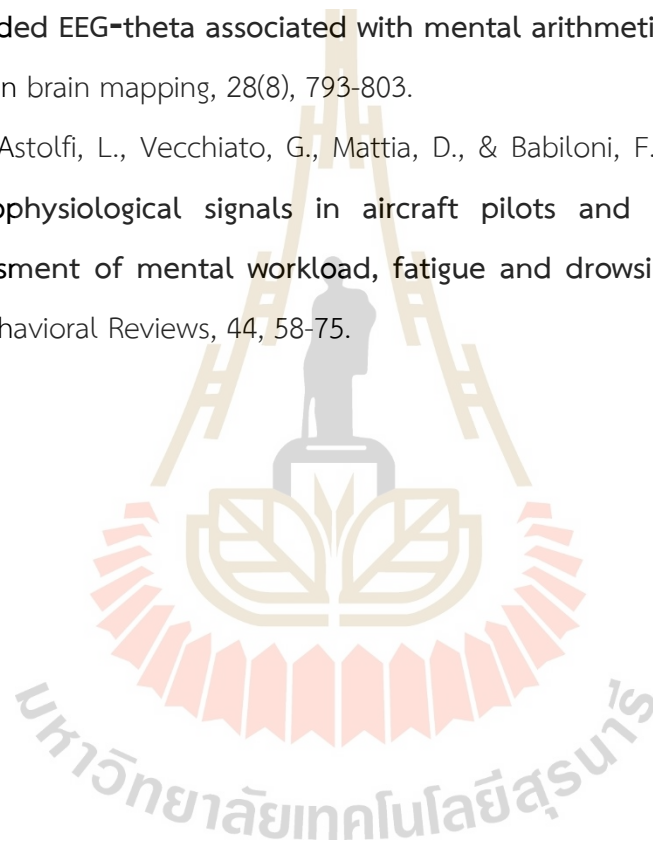 ded EEG-theta associated with mental arithmeti
n brain mapping, 28(8), 793-803.
Astolfi, L., Vecchiato, G., Mattia, D., & Babiloni, F.
ophysiological signals in aircraft pilots and
sment of mental workload, fatigue and drowsi
havioral Reviews, 44, 58-75.
มหาวิทยาลัยเทคโนโลยีสุรนารี